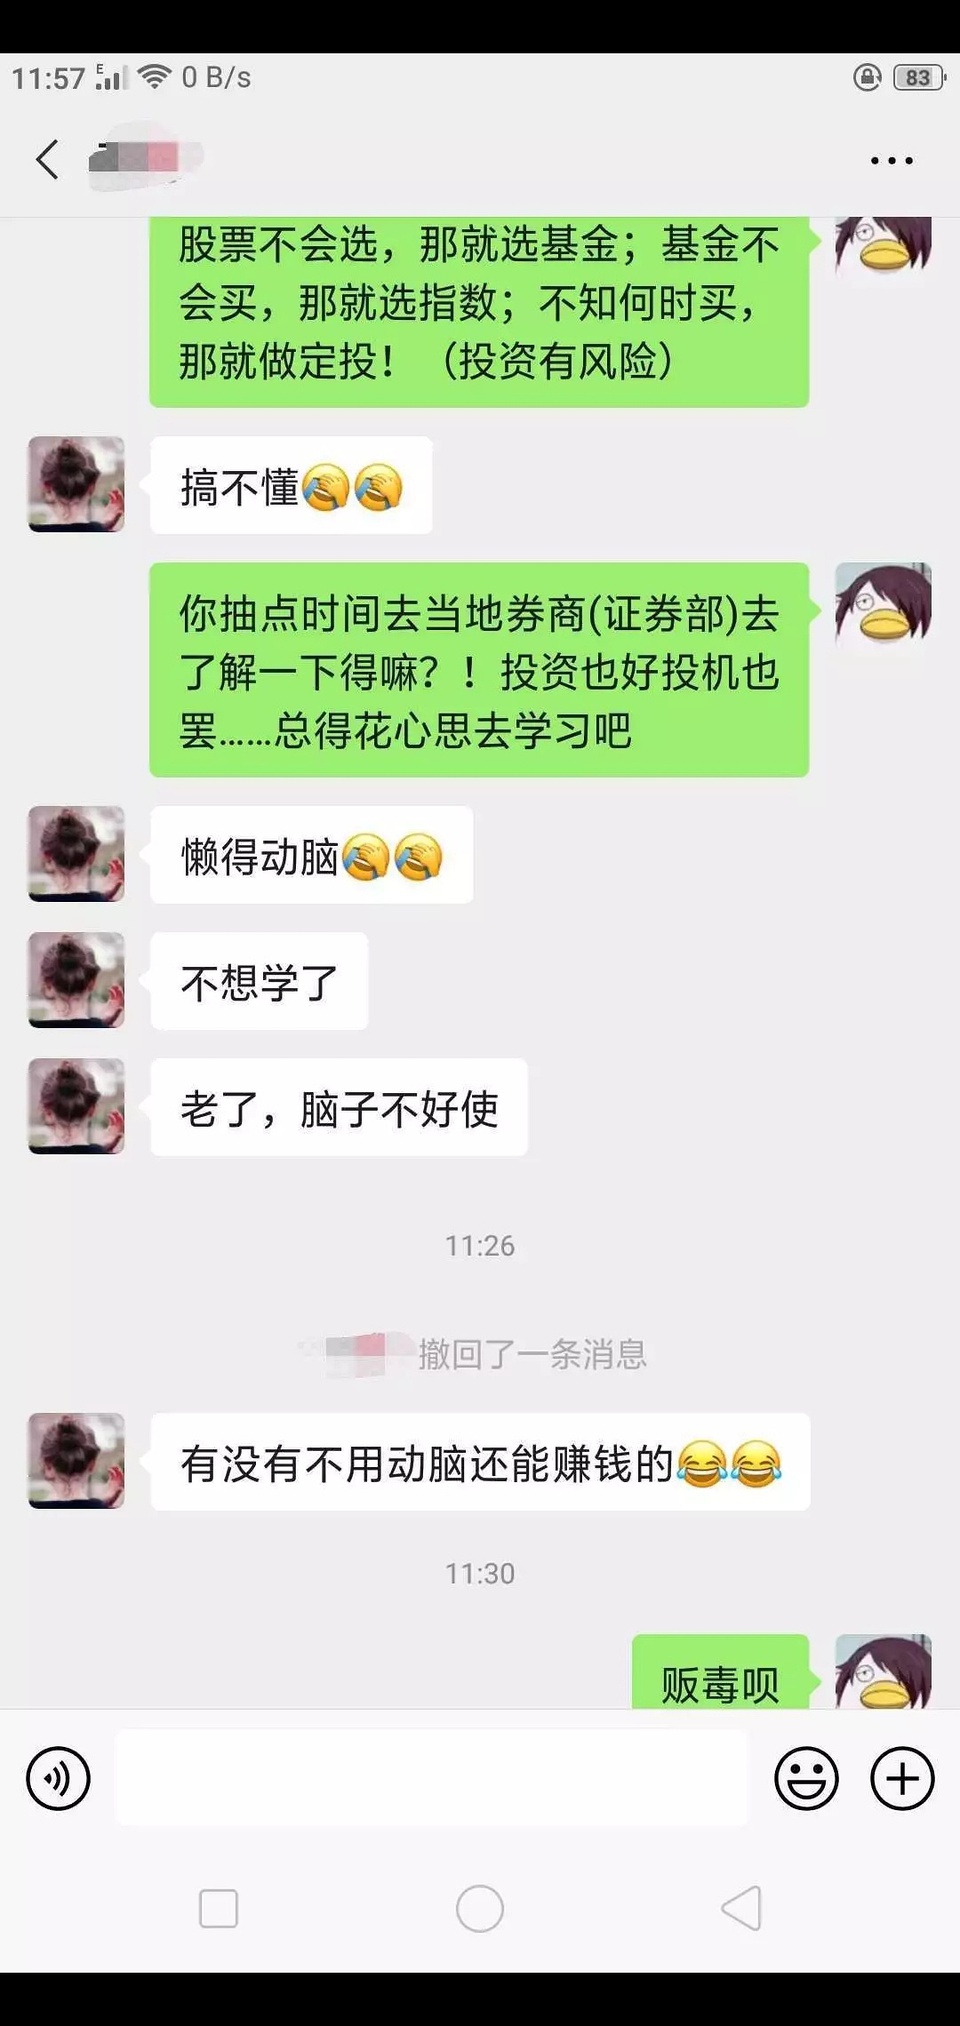 11:57 E 0 B/s 83
股票不会选，那就选基金；基金不
会买，那就选指数；不知何时买，
那就做定投！（投资有风险）
搞不懂🤦🤦
你抽点时间去当地券商(证券部)去
了解一下得嘛？！投资也好投机也
罢……总得花心思去学习吧
懒得动脑🤦🤦
不想学了
老了，脑子不好使
11:26
撤回了一条消息
有没有不用动脑还能赚钱的😂😂
11:30
贩毒呗